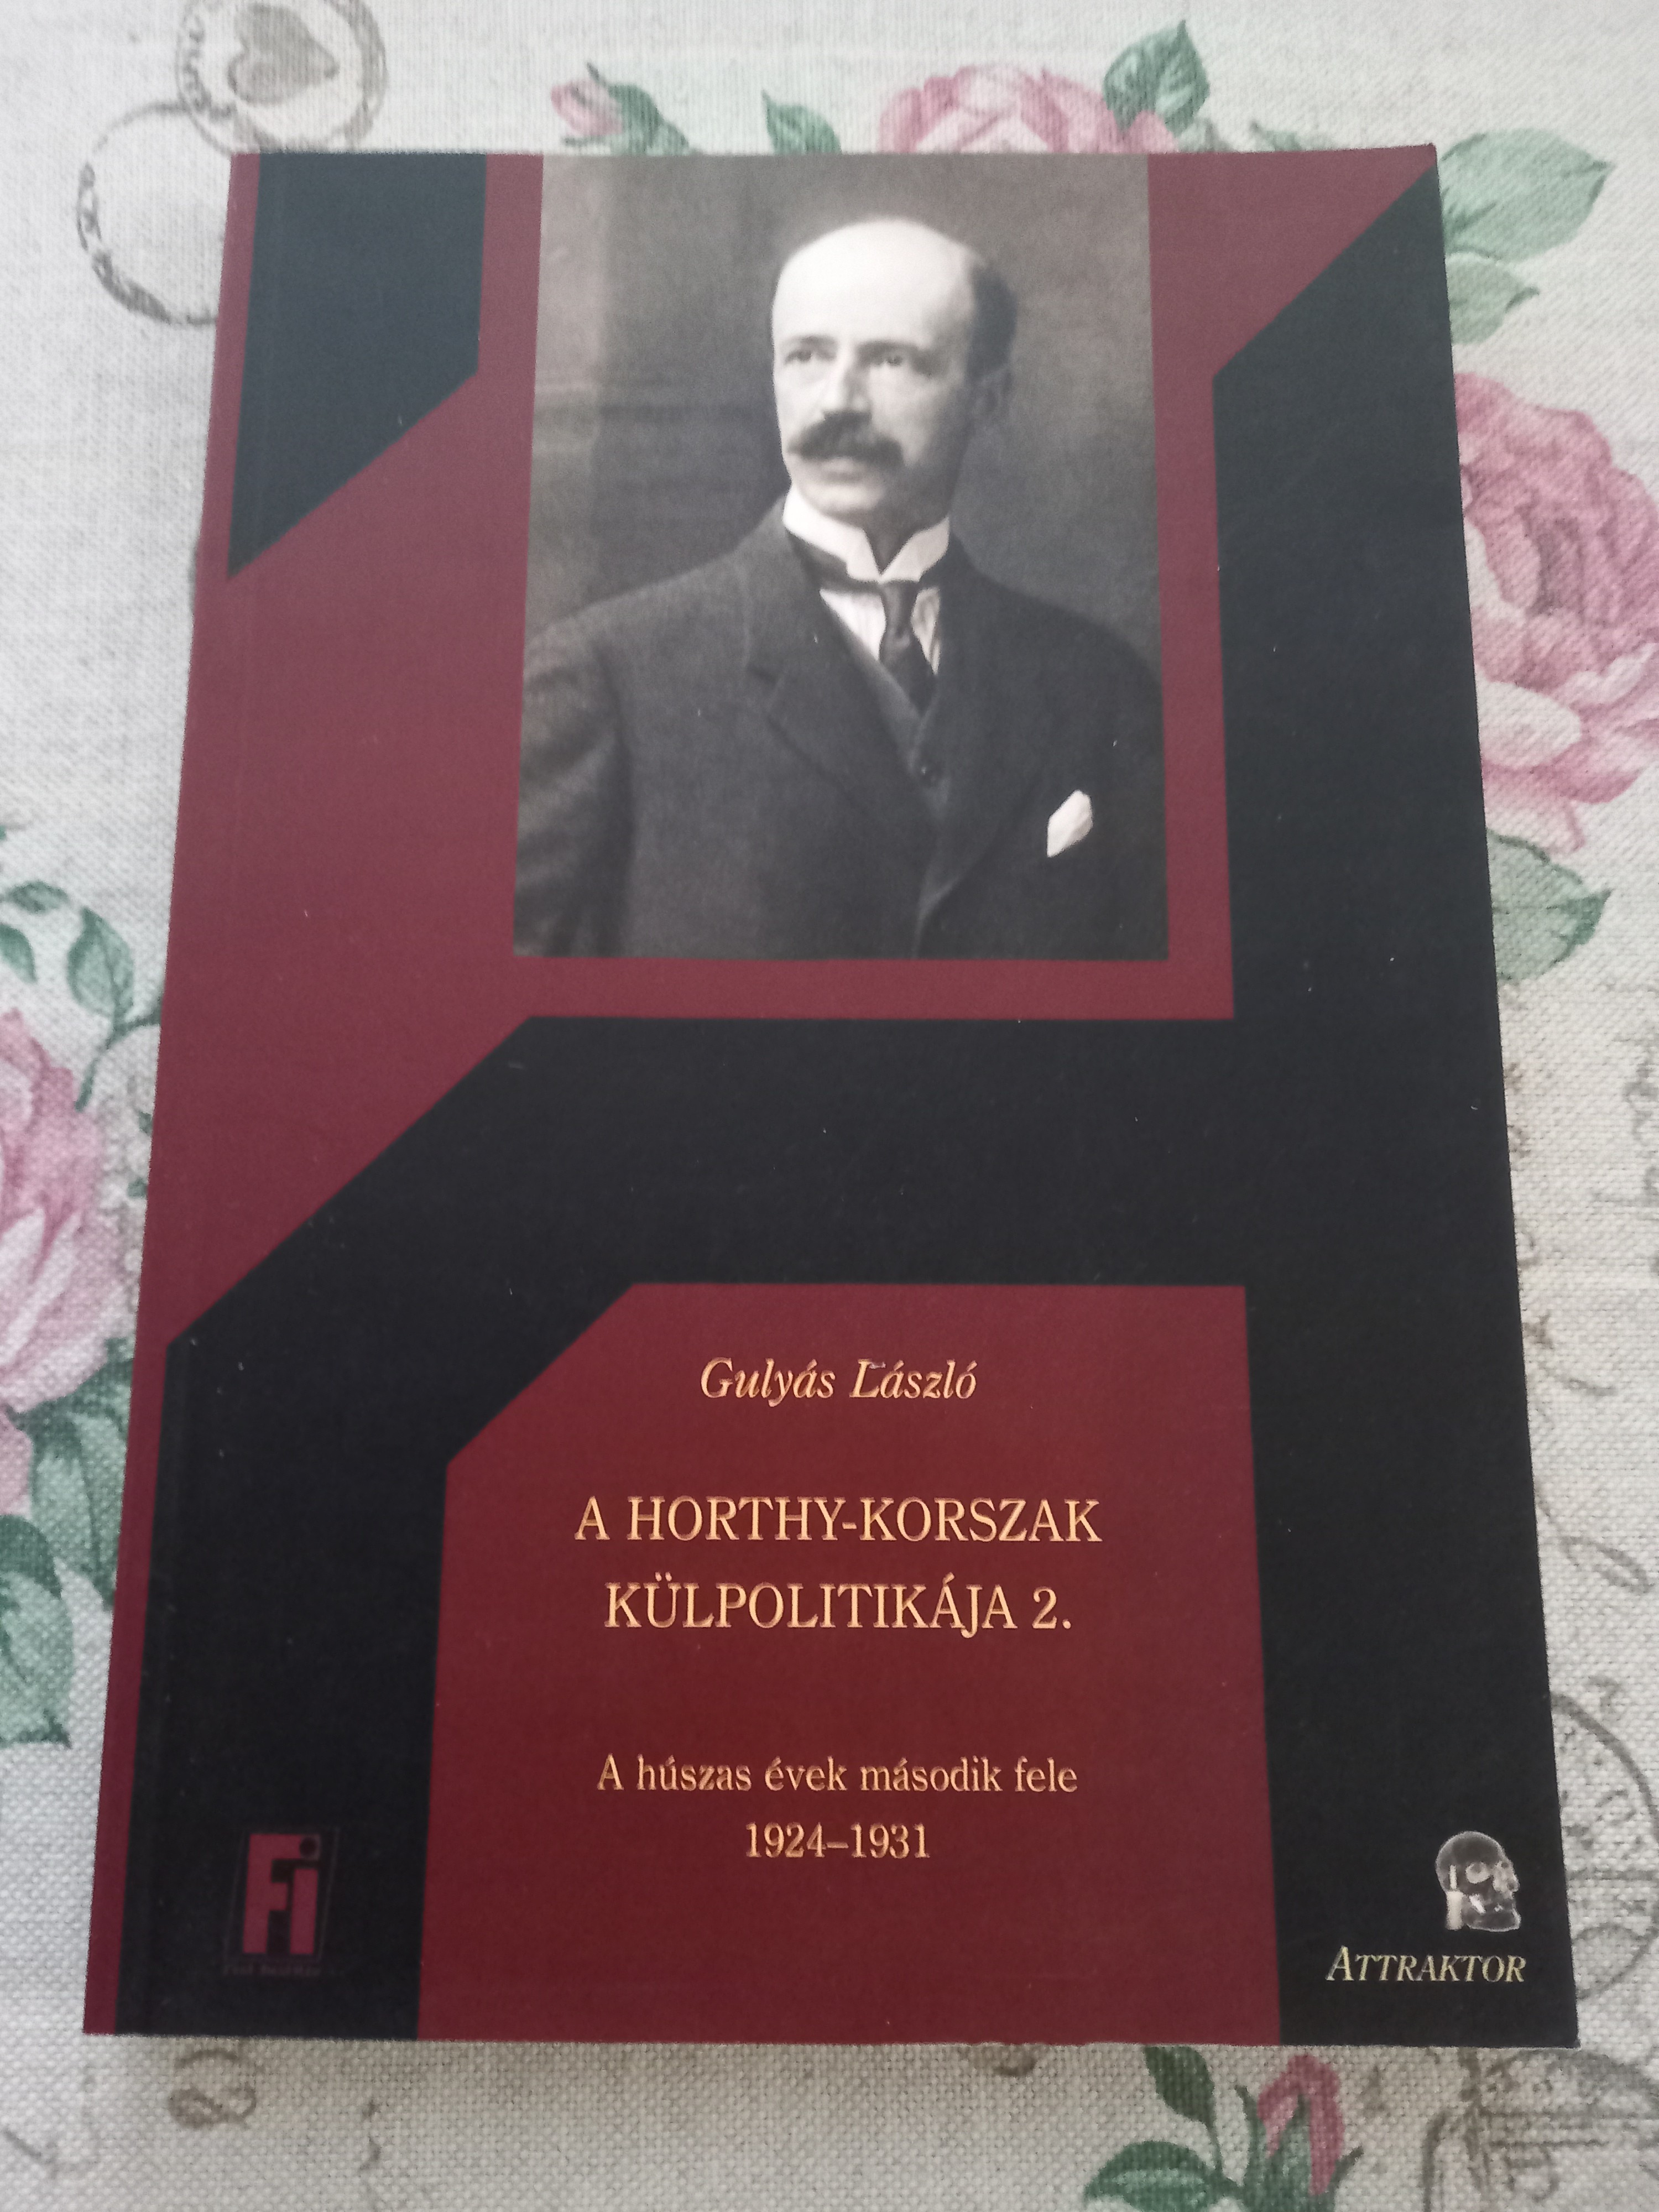 Gulyás László
A HORTHY-KORSZAK
KÜLPOLITIKÁJA 2.
A húszas évek második fele
1924–1931
Fi
ATTRAKTOR